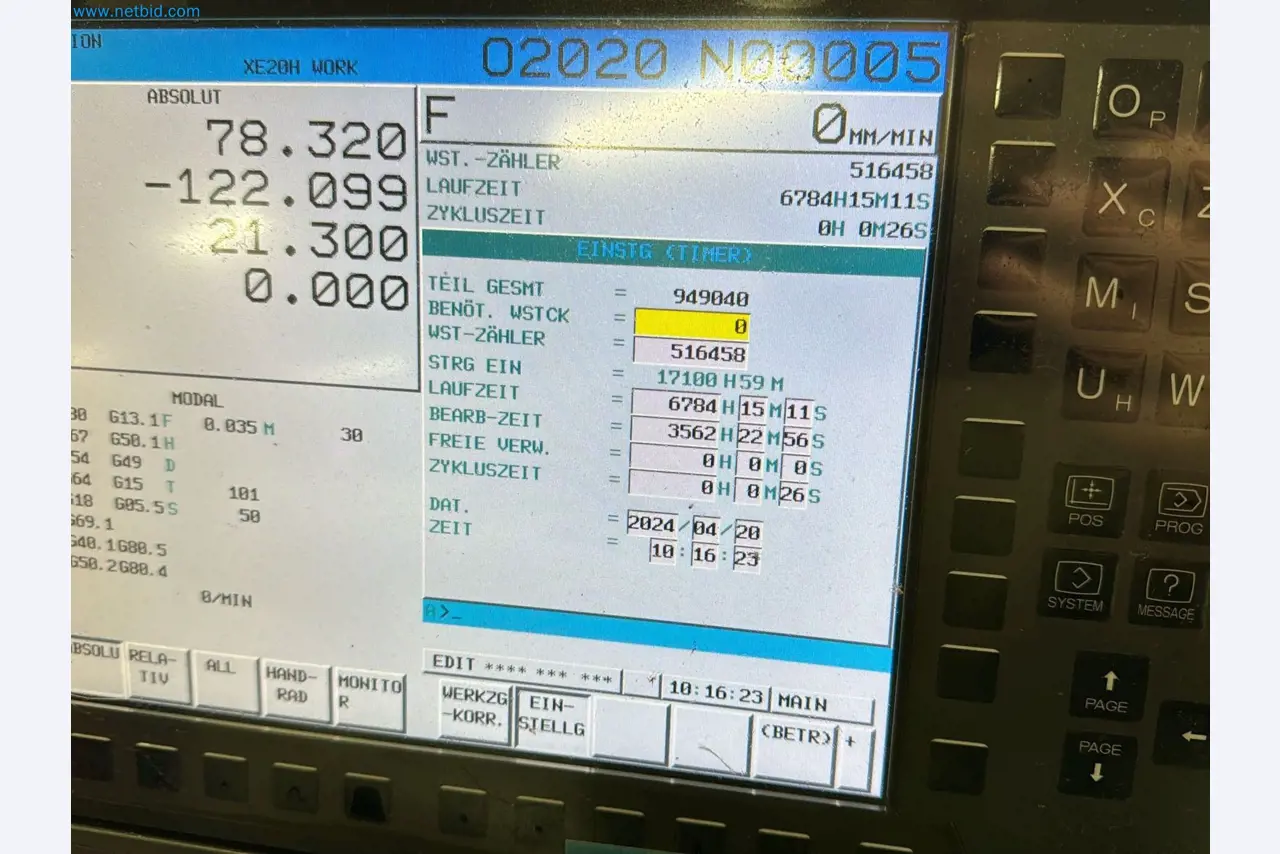 www.netbid.com
ION
XE20H WORK
O2020 N00005
ABSOLUT
78.320
-122.099
21.300
0.000
F 0 MM/MIN
WST.-ZÄHLER 516458
LAUFZEIT 6784H15M11S
ZYKLUSZEIT 0H 0M26S
EINSTG (TIMER)
TEIL GESMT = 949040
BENÖT. WSTCK = 0
WST-ZÄHLER = 516458
STRG EIN = 17100 H 59 M
LAUFZEIT = 6784 H 15 M 11 S
BEARB-ZEIT = 3562 H 22 M 56 S
FREIE VERW. = 0 H 0 M 0 S
ZYKLUSZEIT = 0 H 0 M 26 S
DAT. = 2024/04/20
ZEIT = 10:16:23
MODAL
G13.1 F 0.035 M 30
G50.1 H
54 G49 D
64 G15 T 101
G18 G05.5 S 50
G69.1
G40.1 G80.5
G50.2 G80.4
0/MIN
A>_
EDIT **** *** *** 10:16:23 MAIN
ABSOLU
RELA-
TIV
ALL
HAND-
RAD
MONITO
R
WERKZG
-KORR.
EIN-
STELLG
(BETR)
+
O P
X C
Z
M I
S
U H
W
POS
PROG
SYSTEM
?
MESSAGE
↑
PAGE
PAGE
↓
←